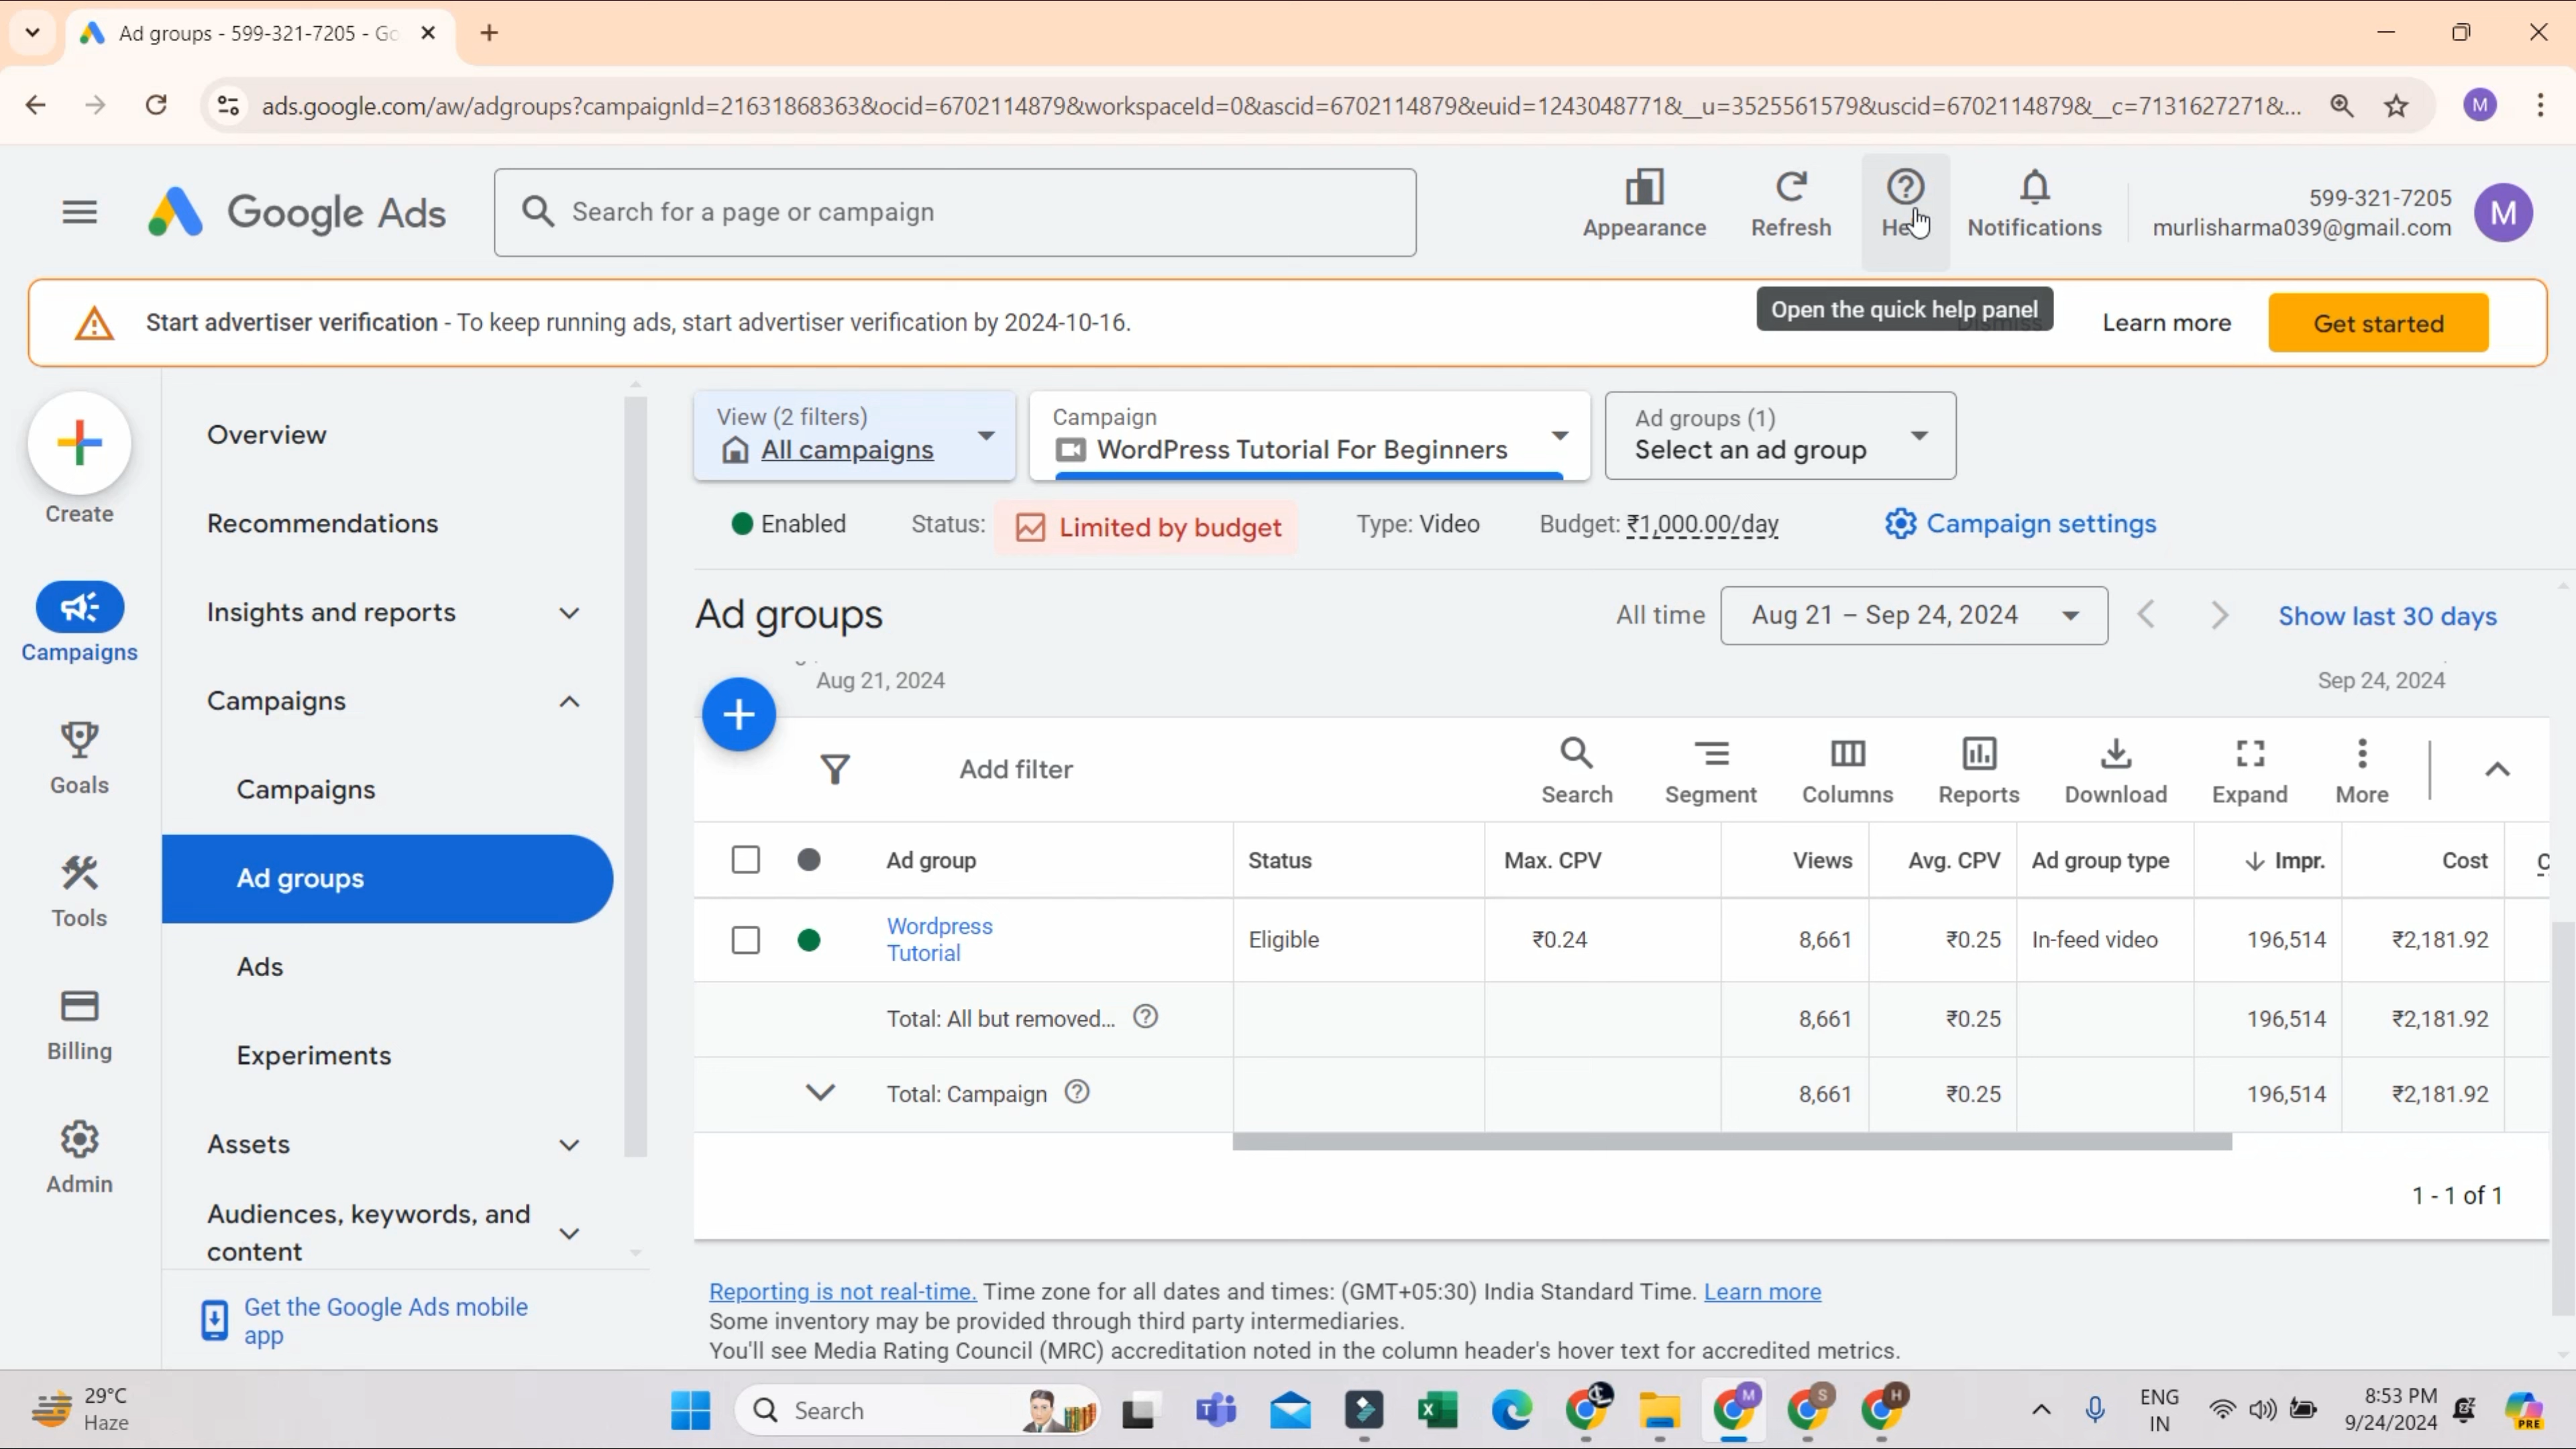 Ad groups - 599-321-7205 - Go
ads.google.com/aw/adgroups?campaignId=21631868363&ocid=6702114879&workspaceId=0&ascid=6702114879&euid=1243048771&__u=3525561579&uscid=6702114879&__c=7131627271&...
M
Google Ads
Search for a page or campaign
Appearance
Refresh
Notifications
599-321-7205
murlisharma039@gmail.com
M
Start advertiser verification - To keep running ads, start advertiser verification by 2024-10-16.
Open the quick help panel
Learn more
Get started
Create
Campaigns
Goals
Tools
Billing
Admin
Overview
Recommendations
Insights and reports
Campaigns
Campaigns
Ad groups
Ads
Experiments
Assets
Audiences, keywords, and
content
Get the Google Ads mobile
app
View (2 filters)
All campaigns
Campaign
WordPress Tutorial For Beginners
Ad groups (1)
Select an ad group
Enabled
Status: Limited by budget
Type: Video
Budget: ₹1,000.00/day
Campaign settings
Ad groups
All time
Aug 21 – Sep 24, 2024
Show last 30 days
Aug 21, 2024
Sep 24, 2024
Add filter
Search
Segment
Columns
Reports
Download
Expand
More
Ad group Status Max. CPV Views Avg. CPV Ad group type Impr. Cost
Wordpress
Tutorial
Eligible ₹0.24 8,661 ₹0.25 In-feed video 196,514 ₹2,181.92
Total: All but removed... 8,661 ₹0.25 196,514 ₹2,181.92
Total: Campaign 8,661 ₹0.25 196,514 ₹2,181.92
1 - 1 of 1
Reporting is not real-time. Time zone for all dates and times: (GMT+05:30) India Standard Time. Learn more
Some inventory may be provided through third party intermediaries.
You'll see Media Rating Council (MRC) accreditation noted in the column header's hover text for accredited metrics.
29°C
Haze
Search
M
S
H
ENG
IN
8:53 PM
9/24/2024
PRE